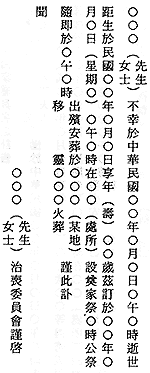 ○○○（先生 女士）不幸於中華民國○○年○月○日○午○時逝世
距生於民國○○年○月○日享年（壽）○○歲茲訂於○○年○
月○日（星期○）○午○時在○○（處所）設奠家祭○時公祭
隨即於○午○時 出殯安葬於○○○（某地） 移 靈○○○火葬 謹此訃
聞
○○○ 先生（女士） 治喪委員會謹啓